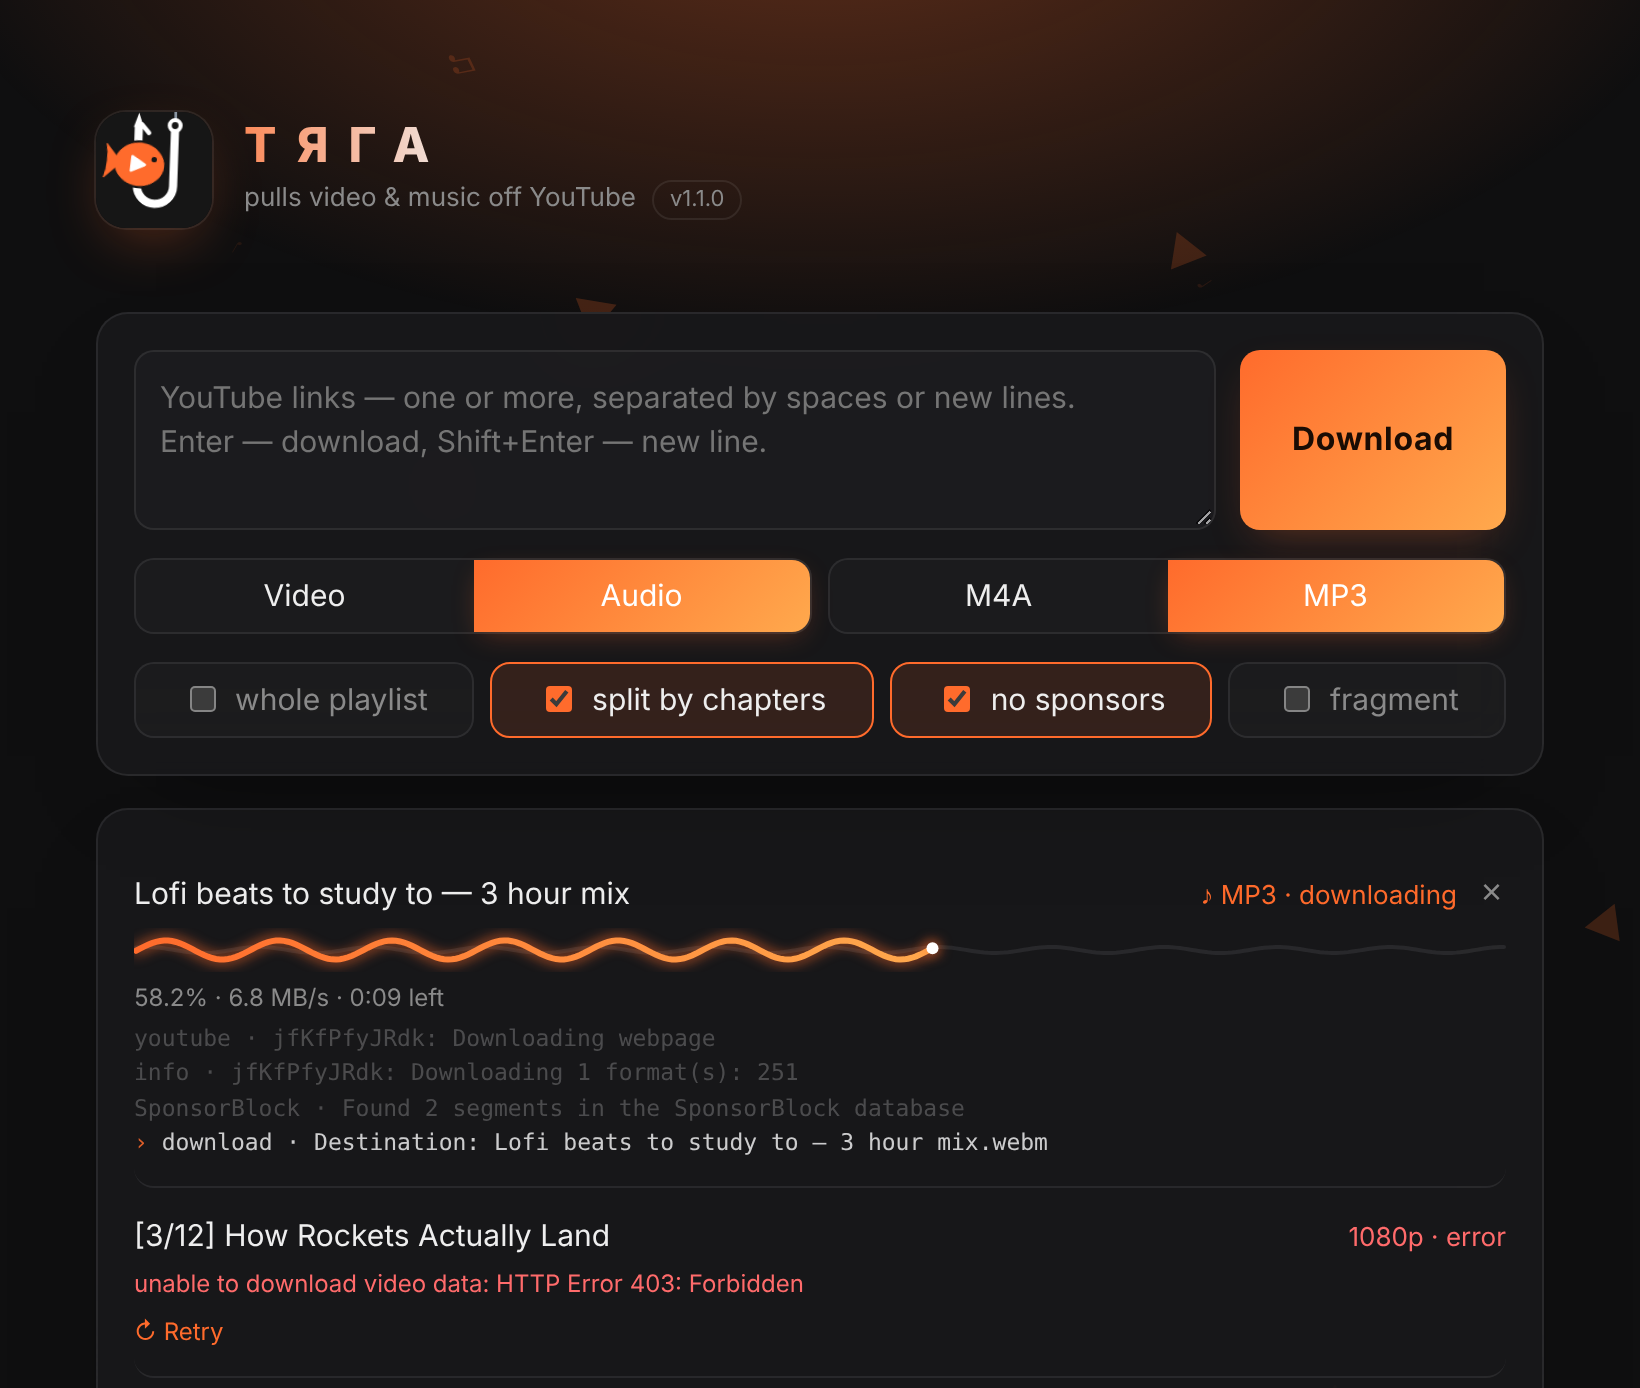 ТЯГА
pulls video & music off YouTube v1.1.0
YouTube links — one or more, separated by spaces or new lines.
Enter — download, Shift+Enter — new line.
Download
Video Audio M4A MP3
whole playlist split by chapters no sponsors fragment
Lofi beats to study to — 3 hour mix ♪ MP3 · downloading ✕
58.2% · 6.8 MB/s · 0:09 left
youtube · jfKfPfyJRdk: Downloading webpage
info · jfKfPfyJRdk: Downloading 1 format(s): 251
SponsorBlock · Found 2 segments in the SponsorBlock database
› download · Destination: Lofi beats to study to — 3 hour mix.webm
[3/12] How Rockets Actually Land 1080p · error
unable to download video data: HTTP Error 403: Forbidden
↻ Retry